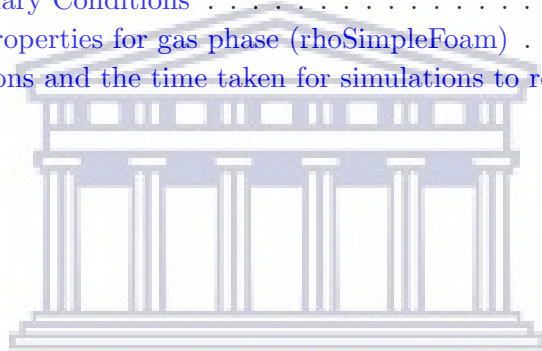 ary Conditions . . . . . . . . . . . . . . .
roperties for gas phase (rhoSimpleFoam) .
ons and the time taken for simulations to r